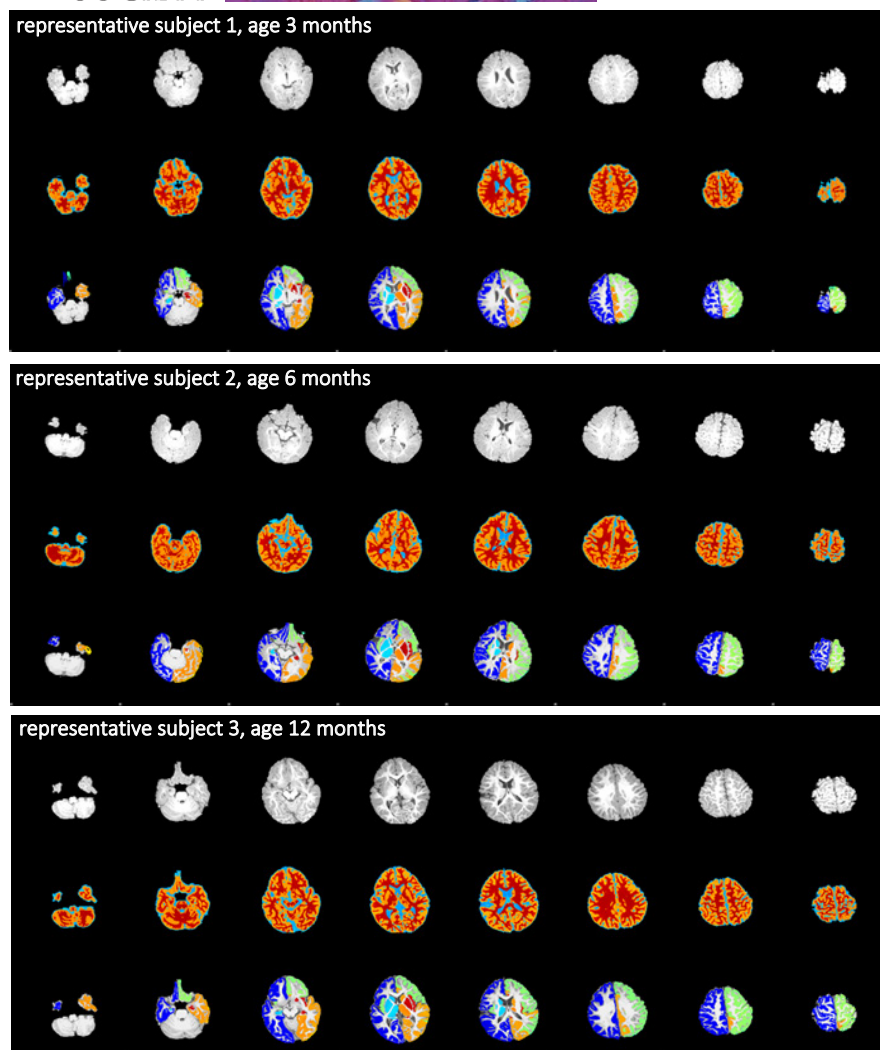 representative subject 1, age 3 months
representative subject 2, age 6 months
representative subject 3, age 12 months